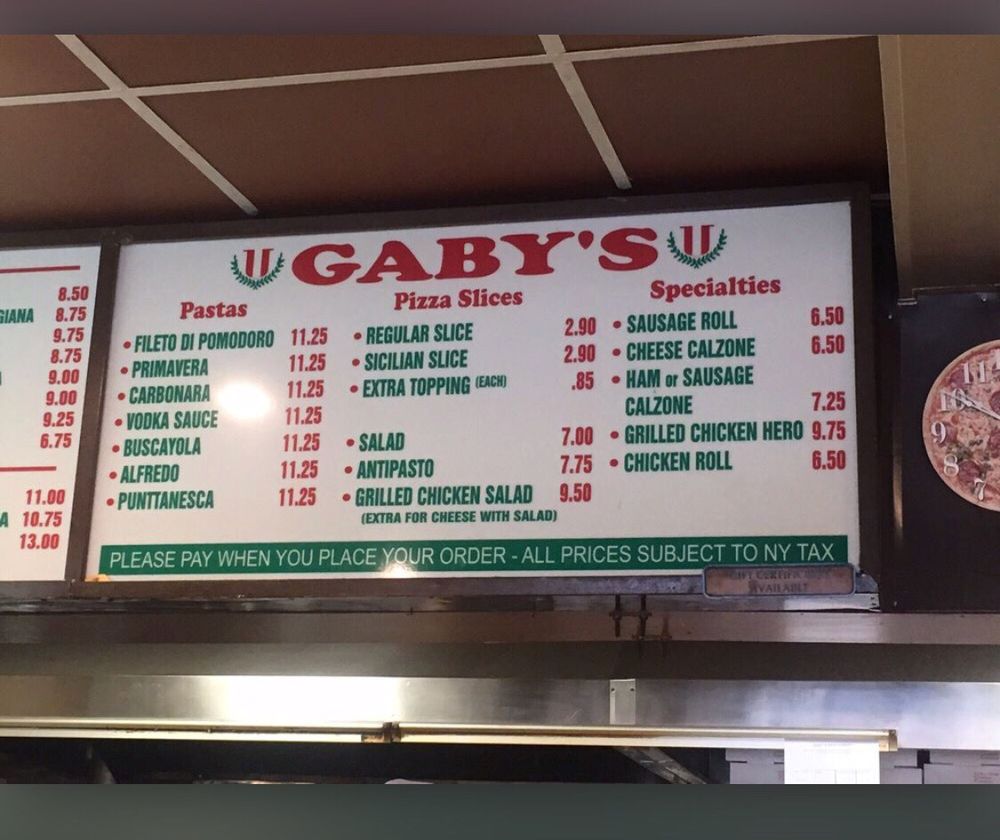 8.50
GIANA 8.75
9.75
8.75
9.00
9.00
9.25
6.75
11.00
A 10.75
13.00
GABY'S
Pastas
• FILETO DI POMODORO 11.25
• PRIMAVERA 11.25
• CARBONARA 11.25
• VODKA SAUCE 11.25
• BUSCAYOLA 11.25
• ALFREDO 11.25
• PUNTTANESCA 11.25
Pizza Slices
• REGULAR SLICE 2.90
• SICILIAN SLICE 2.90
• EXTRA TOPPING (EACH) .85
• SALAD 7.00
• ANTIPASTO 7.75
• GRILLED CHICKEN SALAD 9.50
(EXTRA FOR CHEESE WITH SALAD)
Specialties
• SAUSAGE ROLL 6.50
• CHEESE CALZONE 6.50
• HAM or SAUSAGE
CALZONE 7.25
• GRILLED CHICKEN HERO 9.75
• CHICKEN ROLL 6.50
PLEASE PAY WHEN YOU PLACE YOUR ORDER - ALL PRICES SUBJECT TO NY TAX
AVAILABLE
11
10
9
8
7